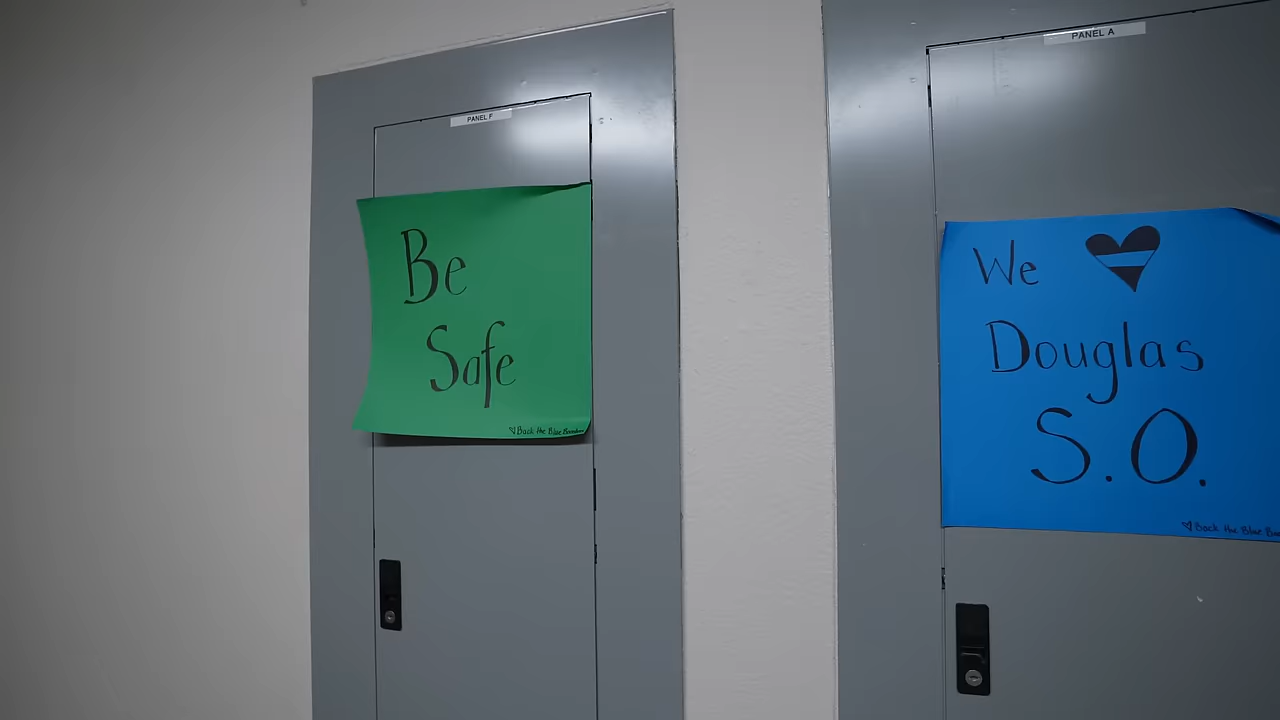 PANEL F
Be
Safe
Back the Blue
PANEL A
We
Douglas
S.O.
Back the Blue